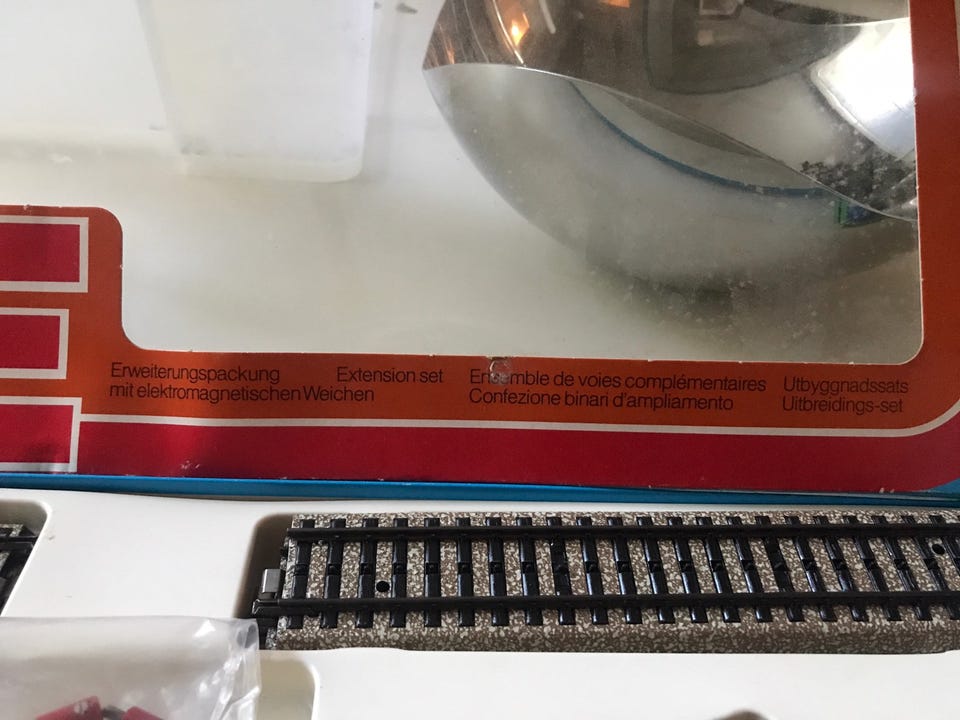 Erweiterungspackung
mit elektromagnetischen Weichen
Extension set
Ensemble de voies complémentaires
Confezione binari d'ampliamento
Utbyggnadssats
Uitbreidings-set